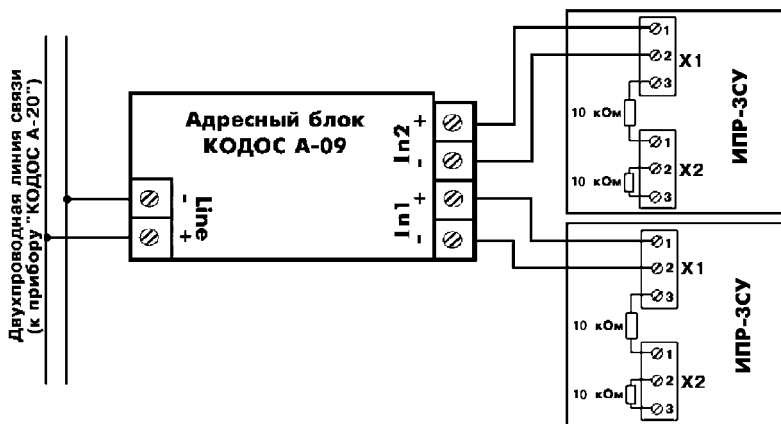 Двухпроводная линия связи
(к прибору "КОДОС А-20")
Адресный блок
КОДОС А-09
-
+
Line
In2
+
-
In1
+
-
1
2
3
X1
10 кОм
1
2
3
X2
10 кОм
ИПР-3СУ
1
2
3
X1
10 кОм
1
2
3
X2
10 кОм
ИПР-3СУ